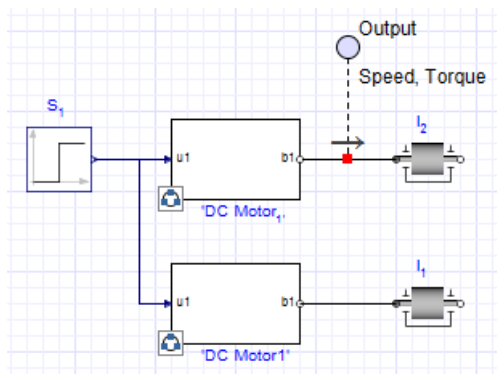 Output
Speed, Torque
S₁
I₂
u1
b1
'DC Motor₁'
I₁
u1
b1
'DC Motor1'